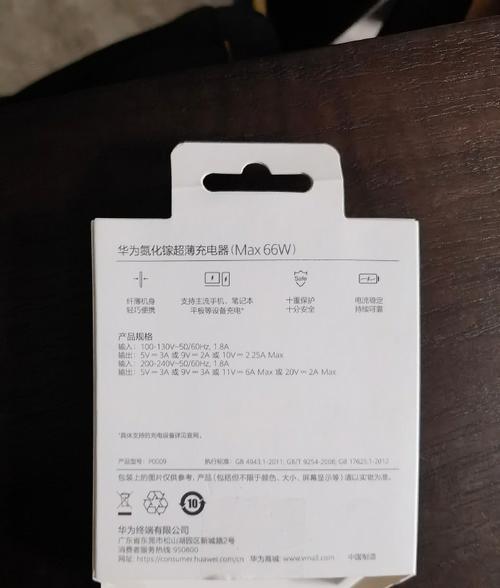 华为氮化镓超薄充电器(Max 66W)
Safe
纤薄机身
轻巧便携
支持主流手机、笔记本
平板等设备充电*
十重保护
十分安全
电流稳定
持续可靠
产品规格
输入: 100-130V~50/60Hz, 1.8A
输出: 5V⎓3A 或 9V⎓2A 或 10V⎓2.25A Max
输入: 200-240V~50/60Hz, 1.8A
输出: 5V⎓3A 或 9V⎓3A 或 11V⎓6A Max 或 20V⎓2A Max
*具体支持的充电设备详见官网。
产品型号: P0009 执行标准: GB 4943.1-2011; GB/T 9254-2008; GB 17625.1-2012
包装上的图片仅供参考, 产品(包括但不限于颜色、大小、屏幕显示等)请以实物为准。
10
华为终端有限公司
广东省东莞市松山湖园区新城路2号
消费者服务热线: 950800
网址: https://consumer.huawei.com/cn 华为商城: www.vmall.com 中国制造